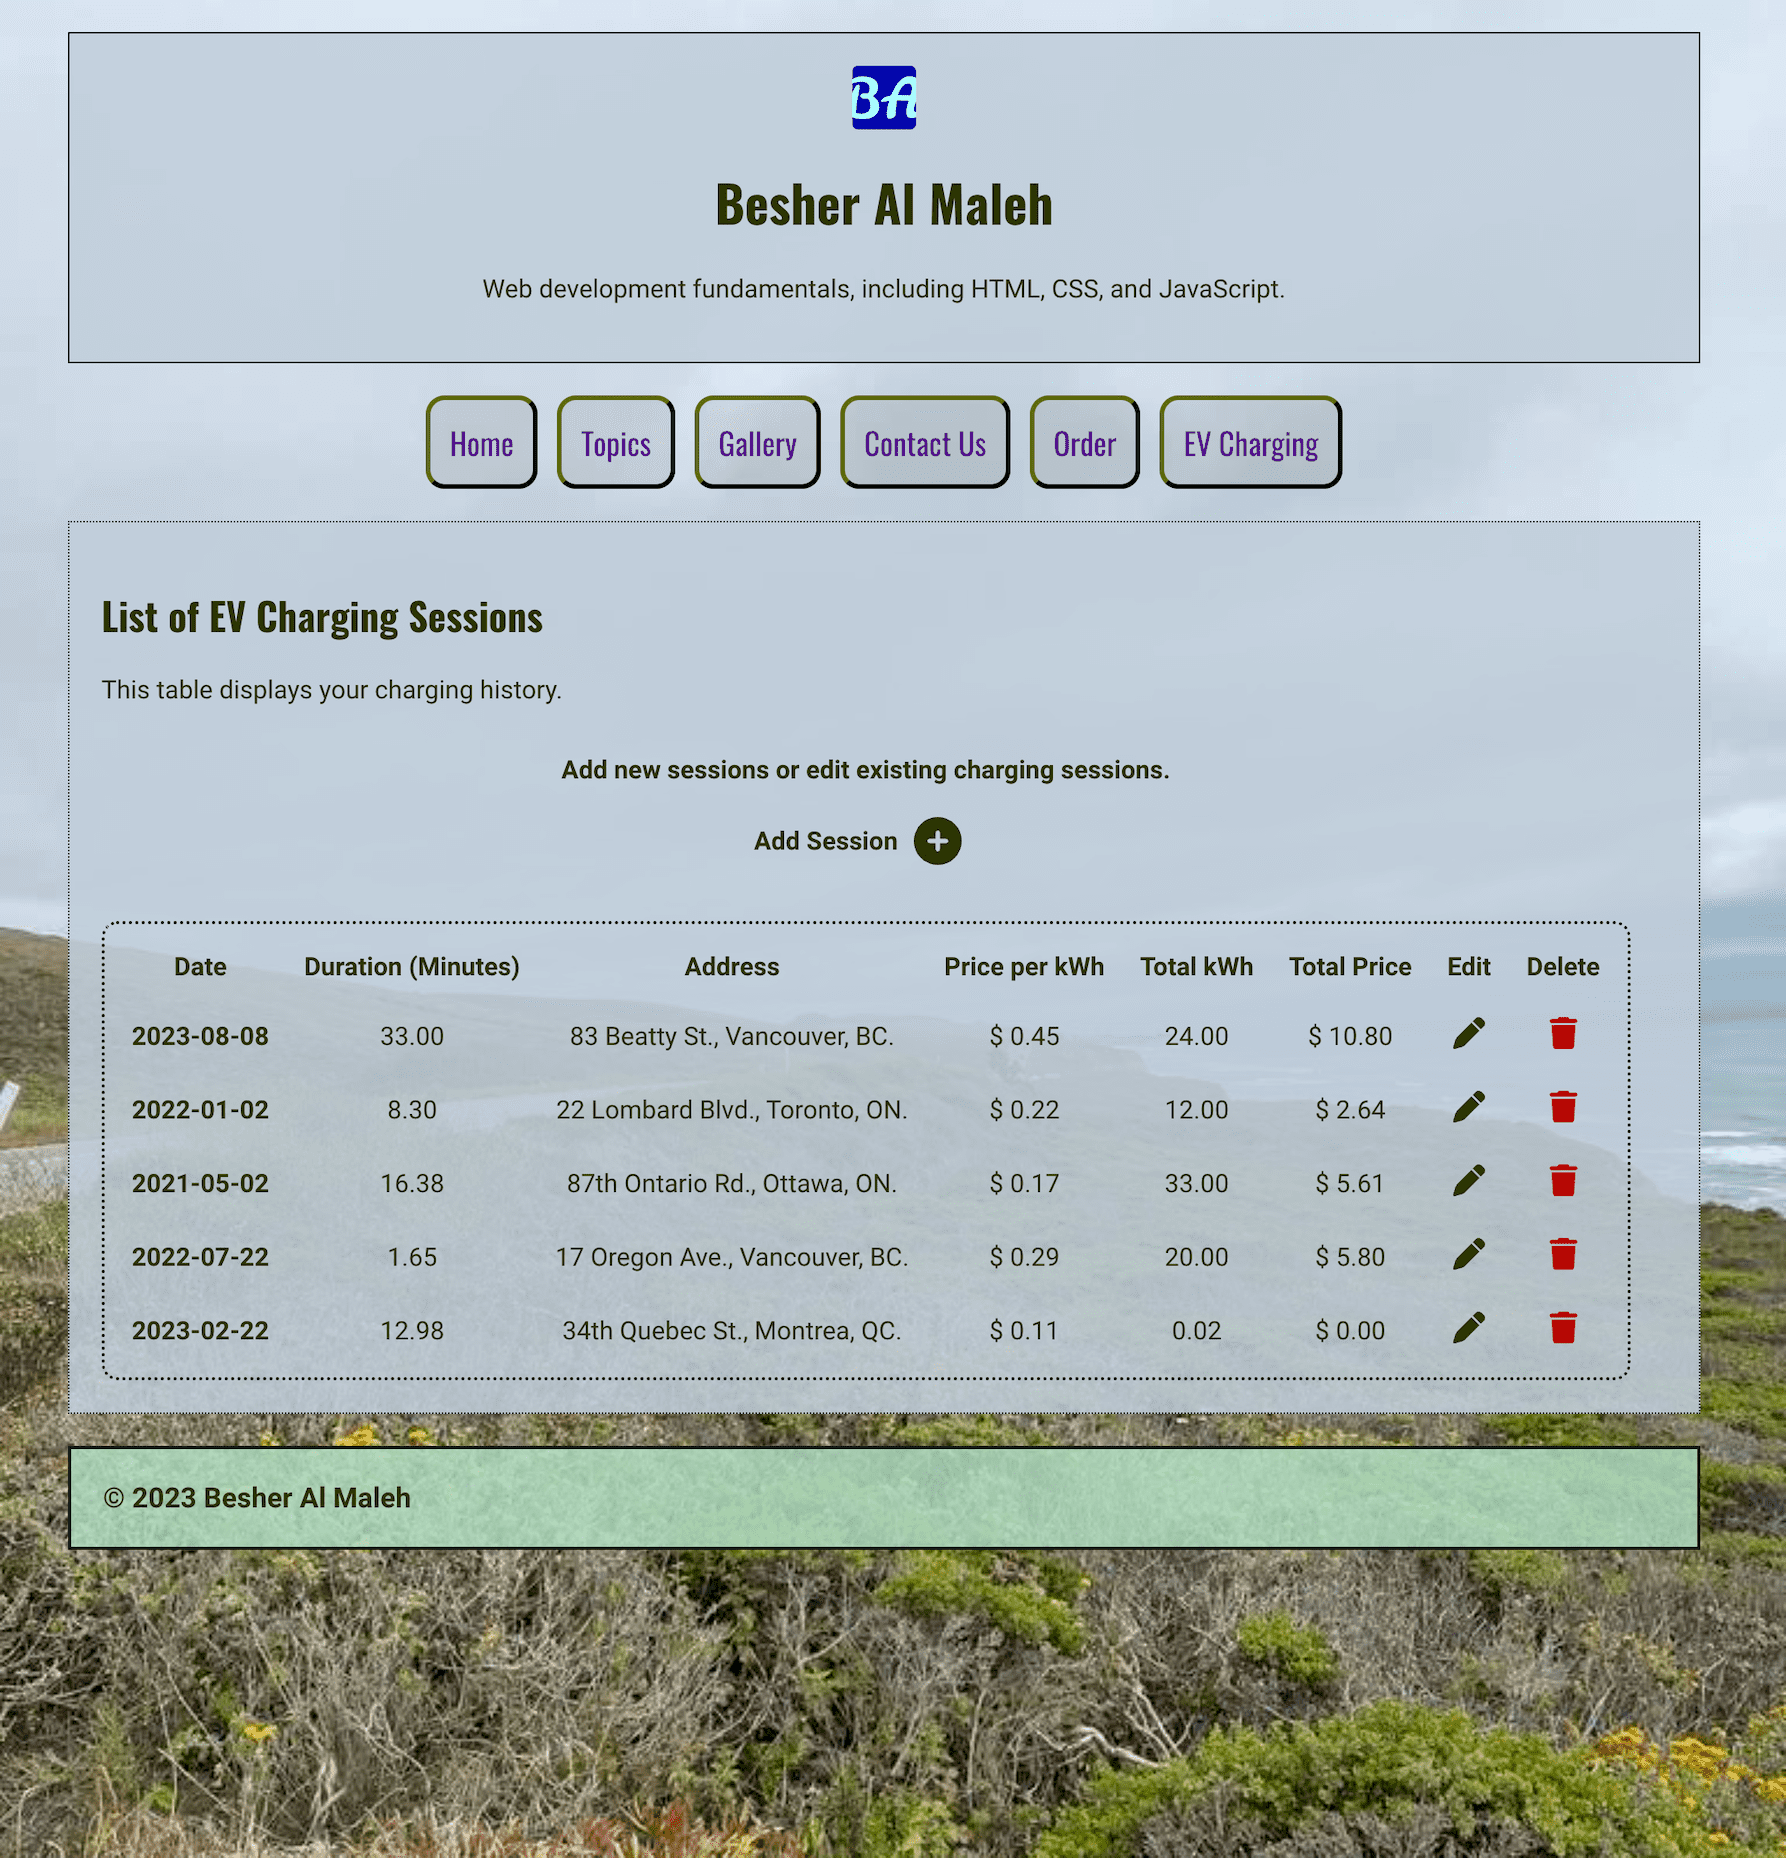 BA
Besher Al Maleh
Web development fundamentals, including HTML, CSS, and JavaScript.
Home Topics Gallery Contact Us Order EV Charging
List of EV Charging Sessions
This table displays your charging history.
Add new sessions or edit existing charging sessions.
Add Session
Date Duration (Minutes) Address Price per kWh Total kWh Total Price Edit Delete
2023-08-08 33.00 83 Beatty St., Vancouver, BC. $ 0.45 24.00 $ 10.80
2022-01-02 8.30 22 Lombard Blvd., Toronto, ON. $ 0.22 12.00 $ 2.64
2021-05-02 16.38 87th Ontario Rd., Ottawa, ON. $ 0.17 33.00 $ 5.61
2022-07-22 1.65 17 Oregon Ave., Vancouver, BC. $ 0.29 20.00 $ 5.80
2023-02-22 12.98 34th Quebec St., Montrea, QC. $ 0.11 0.02 $ 0.00
© 2023 Besher Al Maleh